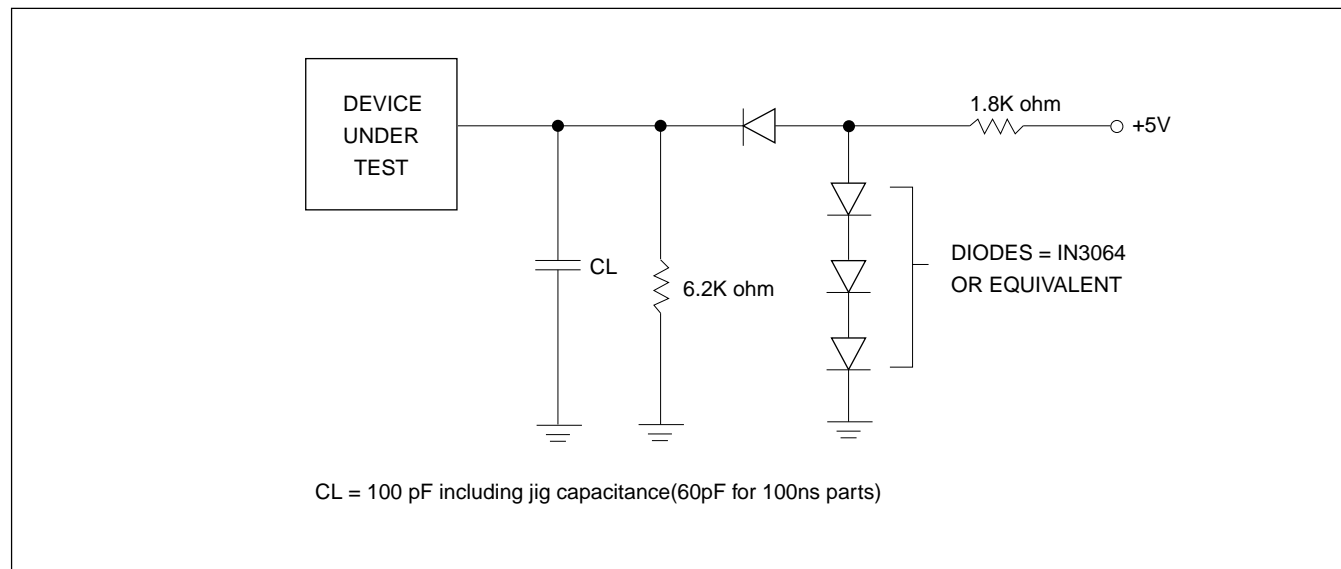 DEVICE
UNDER
TEST
1.8K ohm
+5V
CL
6.2K ohm
DIODES = IN3064
OR EQUIVALENT
CL = 100 pF including jig capacitance(60pF for 100ns parts)